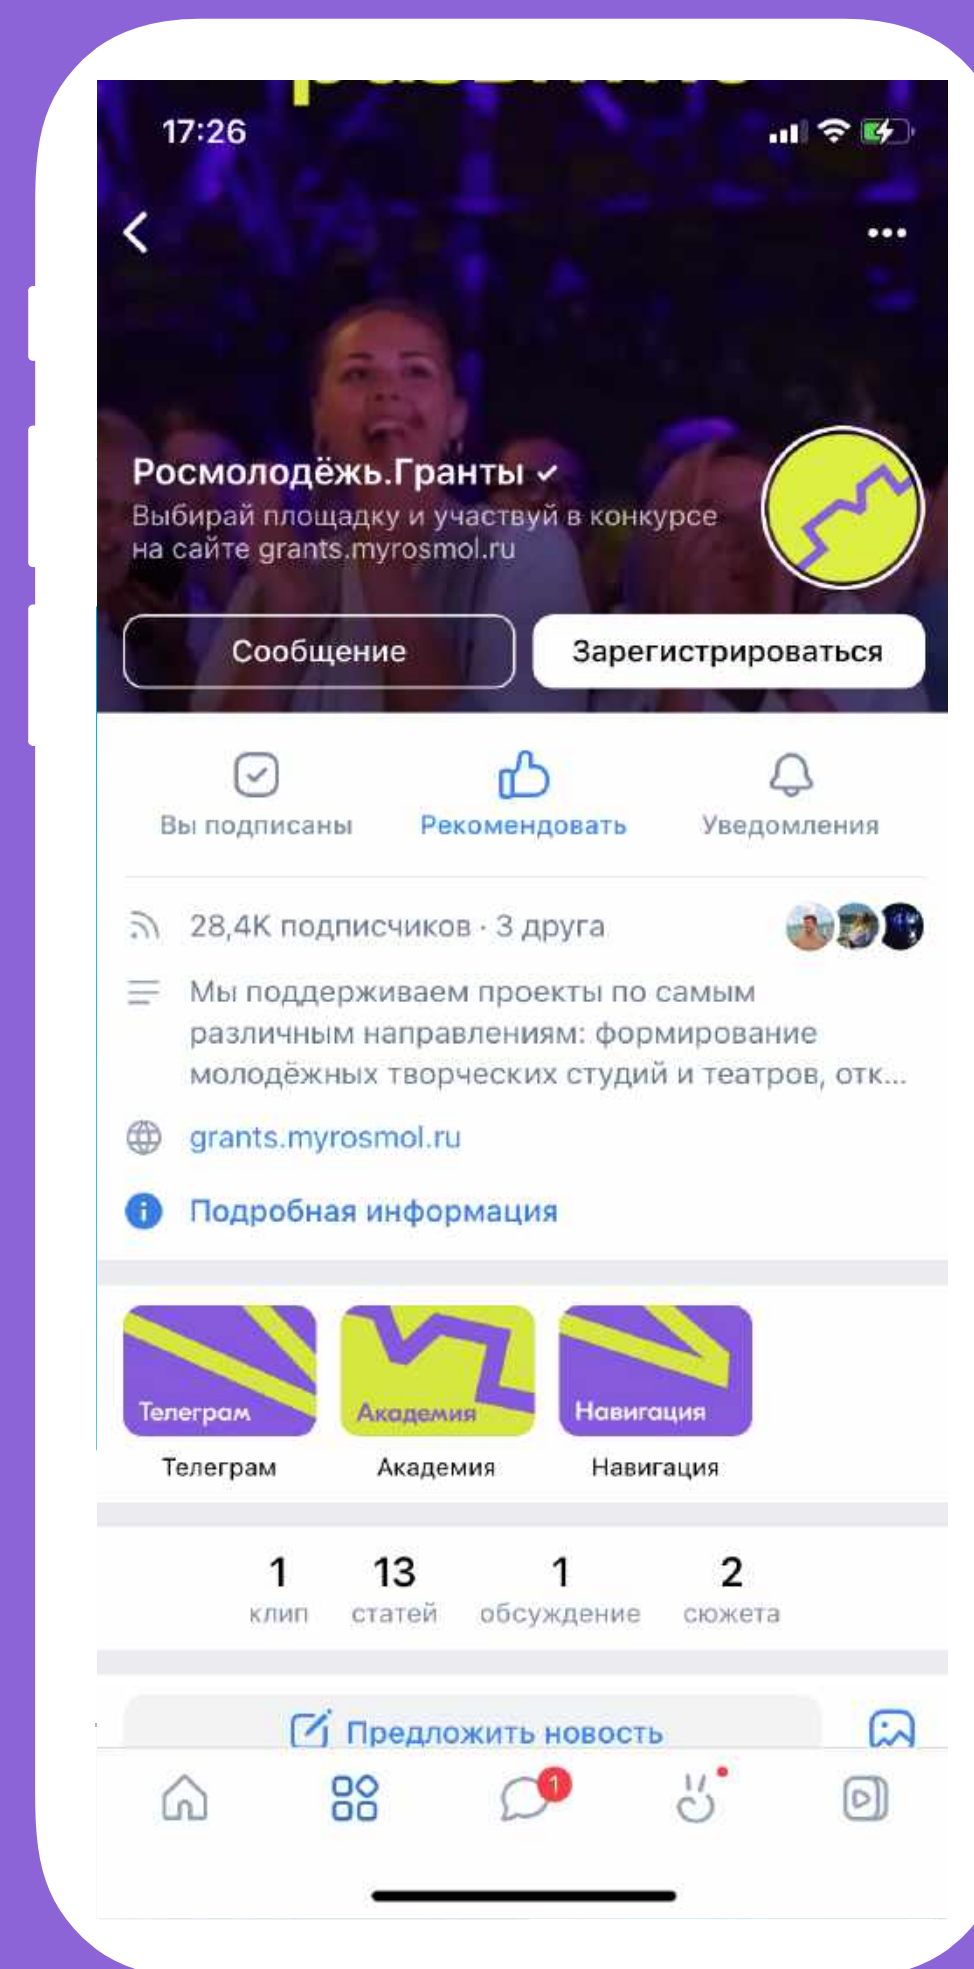 17:26
Росмолодёжь.Гранты
Выбирай площадку и участвуй в конкурсе
на сайте grants.myrosmol.ru
Сообщение
Зарегистрироваться
Вы подписаны
Рекомендовать
Уведомления
28,4K подписчиков · 3 друга
Мы поддерживаем проекты по самым
различным направлениям: формирование
молодёжных творческих студий и театров, отк...
grants.myrosmol.ru
Подробная информация
Телеграм
Академия
Навигация
Телеграм
Академия
Навигация
1
13
1
2
клип
статей
обсуждение
сюжета
Предложить новость
1